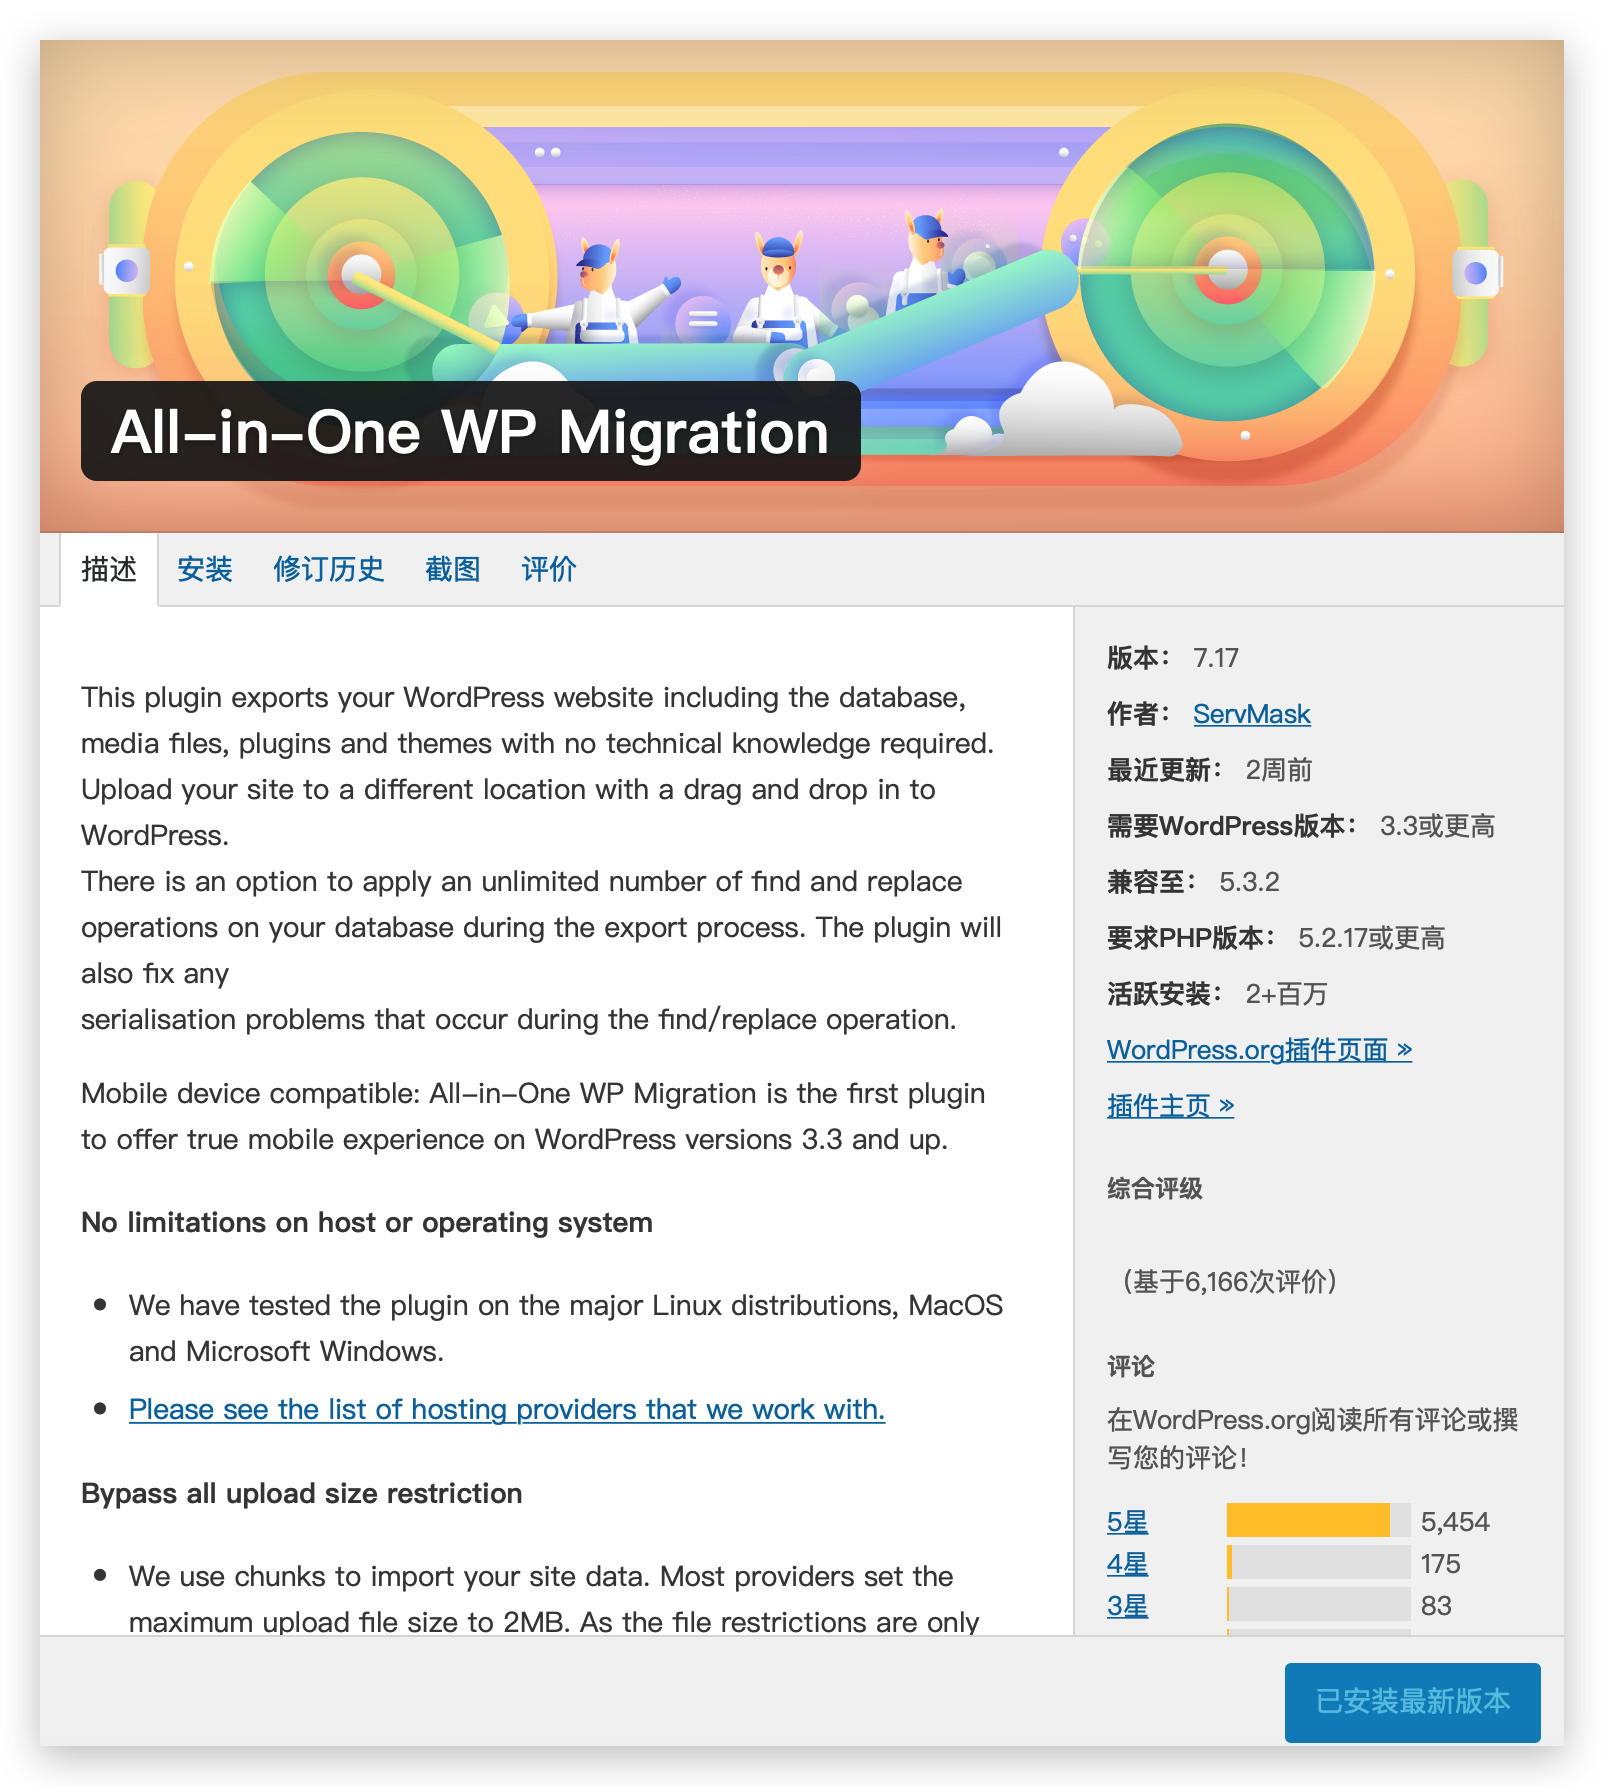 All-in-One WP Migration
描述 安装 修订历史 截图 评价
This plugin exports your WordPress website including the database,
media files, plugins and themes with no technical knowledge required.
Upload your site to a different location with a drag and drop in to
WordPress.
There is an option to apply an unlimited number of find and replace
operations on your database during the export process. The plugin will
also fix any
serialisation problems that occur during the find/replace operation.
Mobile device compatible: All-in-One WP Migration is the first plugin
to offer true mobile experience on WordPress versions 3.3 and up.
No limitations on host or operating system
We have tested the plugin on the major Linux distributions, MacOS
and Microsoft Windows.
Please see the list of hosting providers that we work with.
Bypass all upload size restriction
We use chunks to import your site data. Most providers set the
maximum upload file size to 2MB. As the file restrictions are only
版本： 7.17
作者： ServMask
最近更新： 2周前
需要WordPress版本： 3.3或更高
兼容至： 5.3.2
要求PHP版本： 5.2.17或更高
活跃安装： 2+百万
WordPress.org插件页面 »
插件主页 »
综合评级
（基于6,166次评价）
评论
在WordPress.org阅读所有评论或撰
写您的评论！
5星 5,454
4星 175
3星 83
已安装最新版本